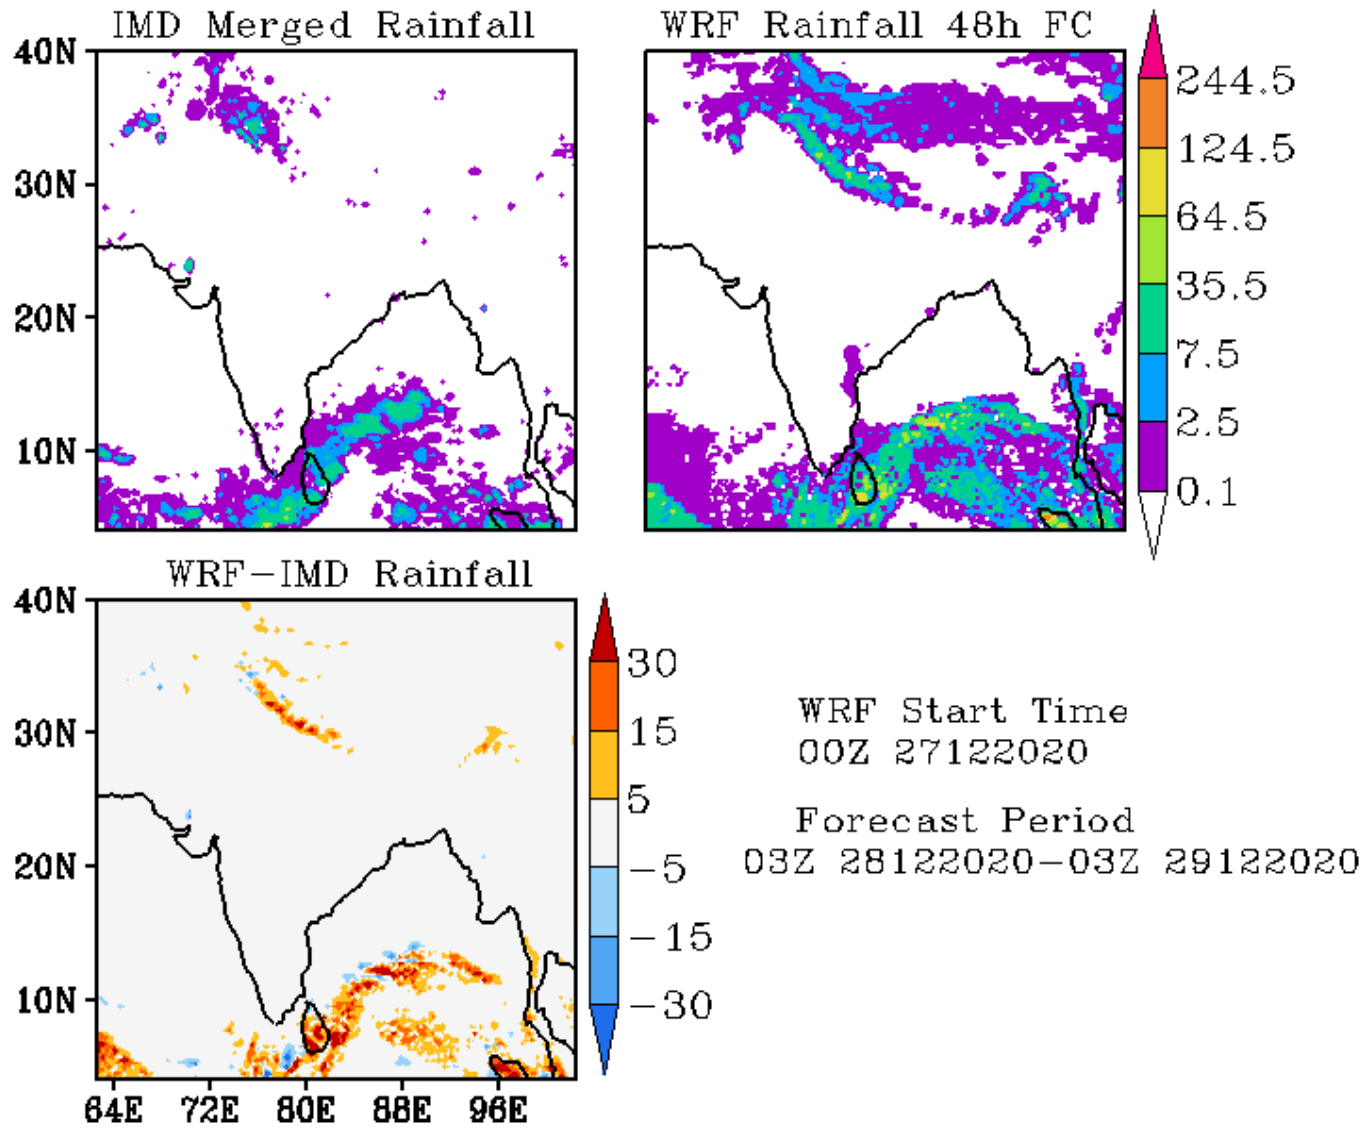 IMD Merged Rainfall
WRF Rainfall 48h FC
40N
30N
20N
10N
244.5
124.5
64.5
35.5
7.5
2.5
0.1
WRF-IMD Rainfall
40N
30N
20N
10N
64E 72E 80E 88E 96E
30
15
5
-5
-15
-30
WRF Start Time
00Z 27122020
Forecast Period
03Z 28122020-03Z 29122020